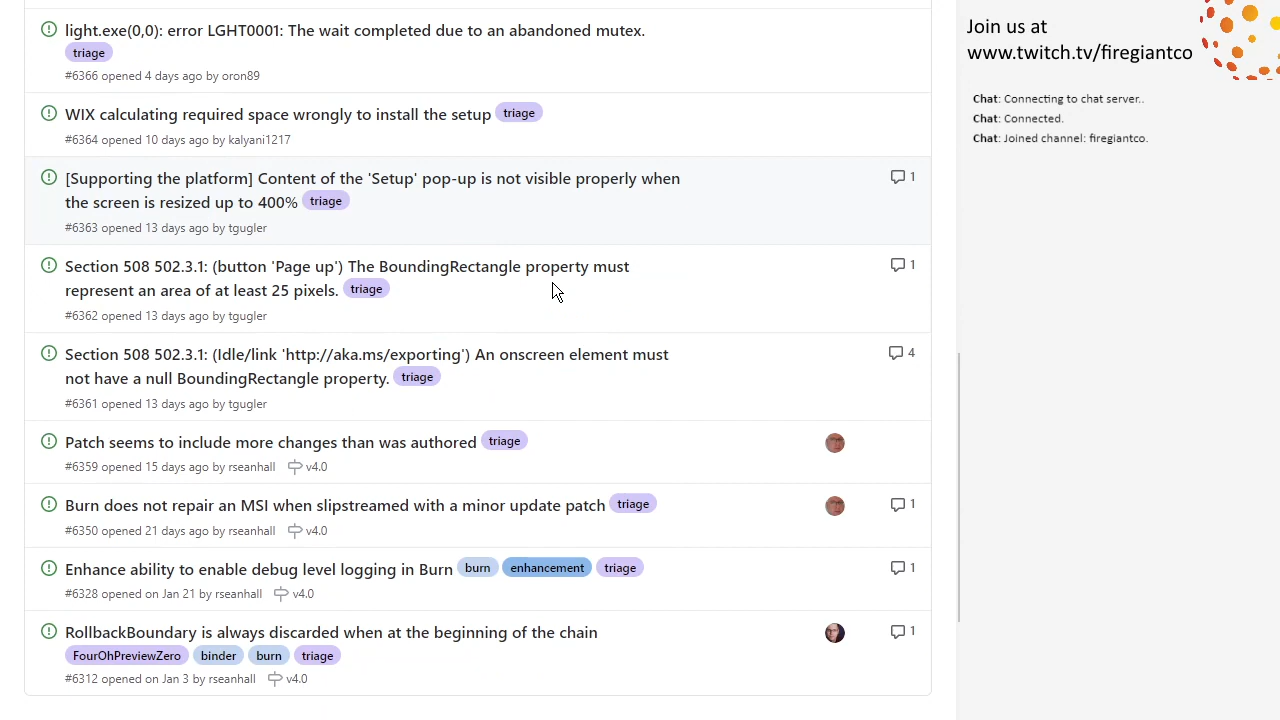 light.exe(0,0): error LGHT0001: The wait completed due to an abandoned mutex.
triage
#6366 opened 4 days ago by oron89
WIX calculating required space wrongly to install the setup triage
#6364 opened 10 days ago by kalyani1217
[Supporting the platform] Content of the 'Setup' pop-up is not visible properly when 1
the screen is resized up to 400% triage
#6363 opened 13 days ago by tgugler
Section 508 502.3.1: (button 'Page up') The BoundingRectangle property must 1
represent an area of at least 25 pixels. triage
#6362 opened 13 days ago by tgugler
Section 508 502.3.1: (Idle/link 'http://aka.ms/exporting') An onscreen element must 4
not have a null BoundingRectangle property. triage
#6361 opened 13 days ago by tgugler
Patch seems to include more changes than was authored triage
#6359 opened 15 days ago by rseanhall v4.0
Burn does not repair an MSI when slipstreamed with a minor update patch triage 1
#6350 opened 21 days ago by rseanhall v4.0
Enhance ability to enable debug level logging in Burn burn enhancement triage 1
#6328 opened on Jan 21 by rseanhall v4.0
RollbackBoundary is always discarded when at the beginning of the chain 1
FourOhPreviewZero binder burn triage
#6312 opened on Jan 3 by rseanhall v4.0
Join us at
www.twitch.tv/firegiantco
Chat: Connecting to chat server..
Chat: Connected.
Chat: Joined channel: firegiantco.